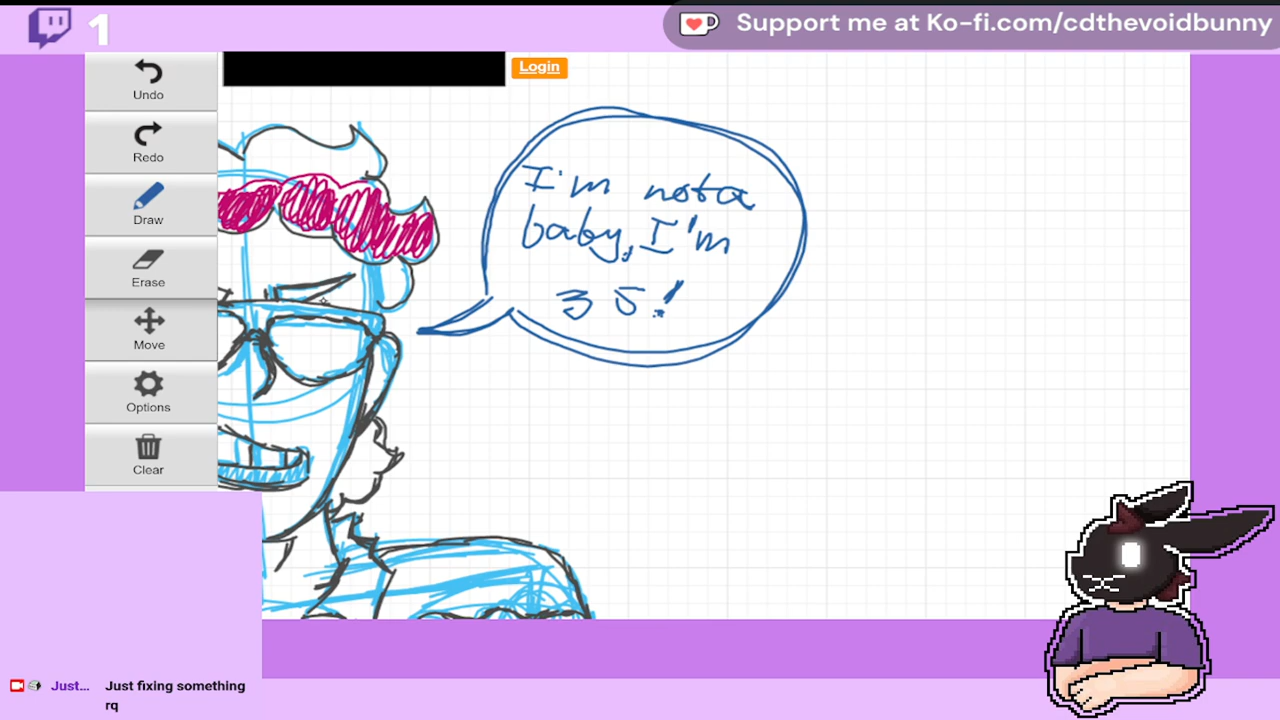 1
Support me at Ko-fi.com/cdthevoidbunny
Undo
Login
Redo
Draw
Erase
Move
Options
Clear
I'm not a
baby, I'm
35!
Just... Just fixing something
rq